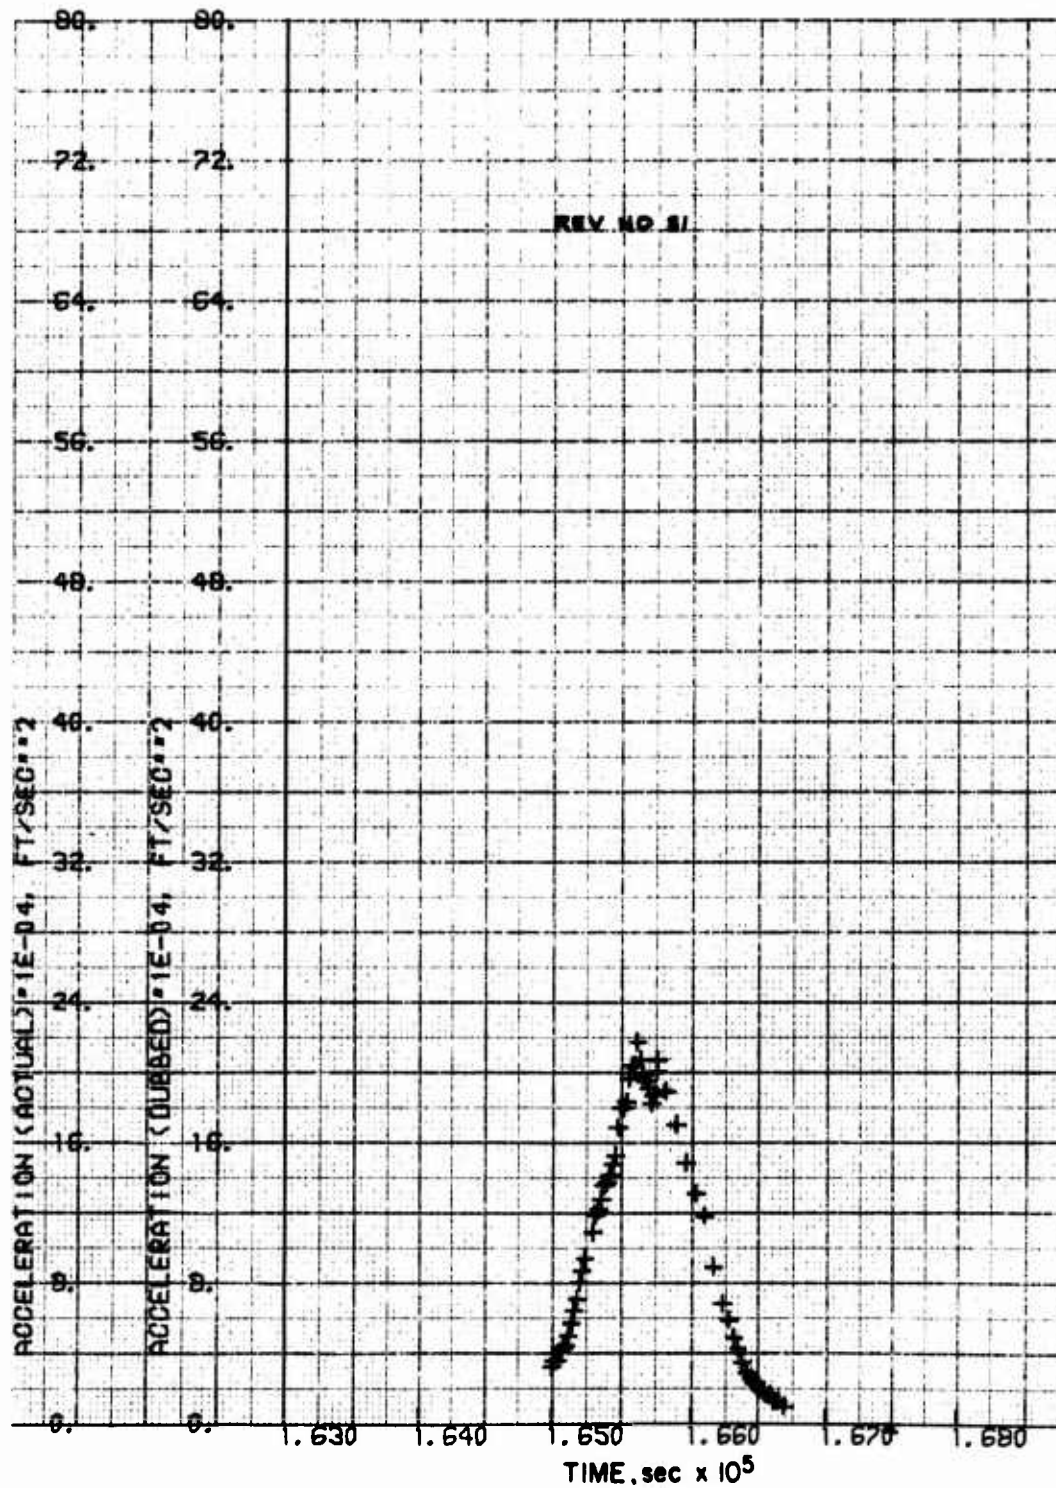 80. 80.
72. 72.
REV NO 51
64. 64.
56. 56.
48. 48.
40. 40.
32. 32.
24. 24.
16. 16.
8. 8.
0. 0.
ACCELERATION (ACTUAL)*1E-04, FT/SEC**2
ACCELERATION (DUBBED)*1E-04, FT/SEC**2
1.630 1.640 1.650 1.660 1.670 1.680
TIME, sec x 10⁵